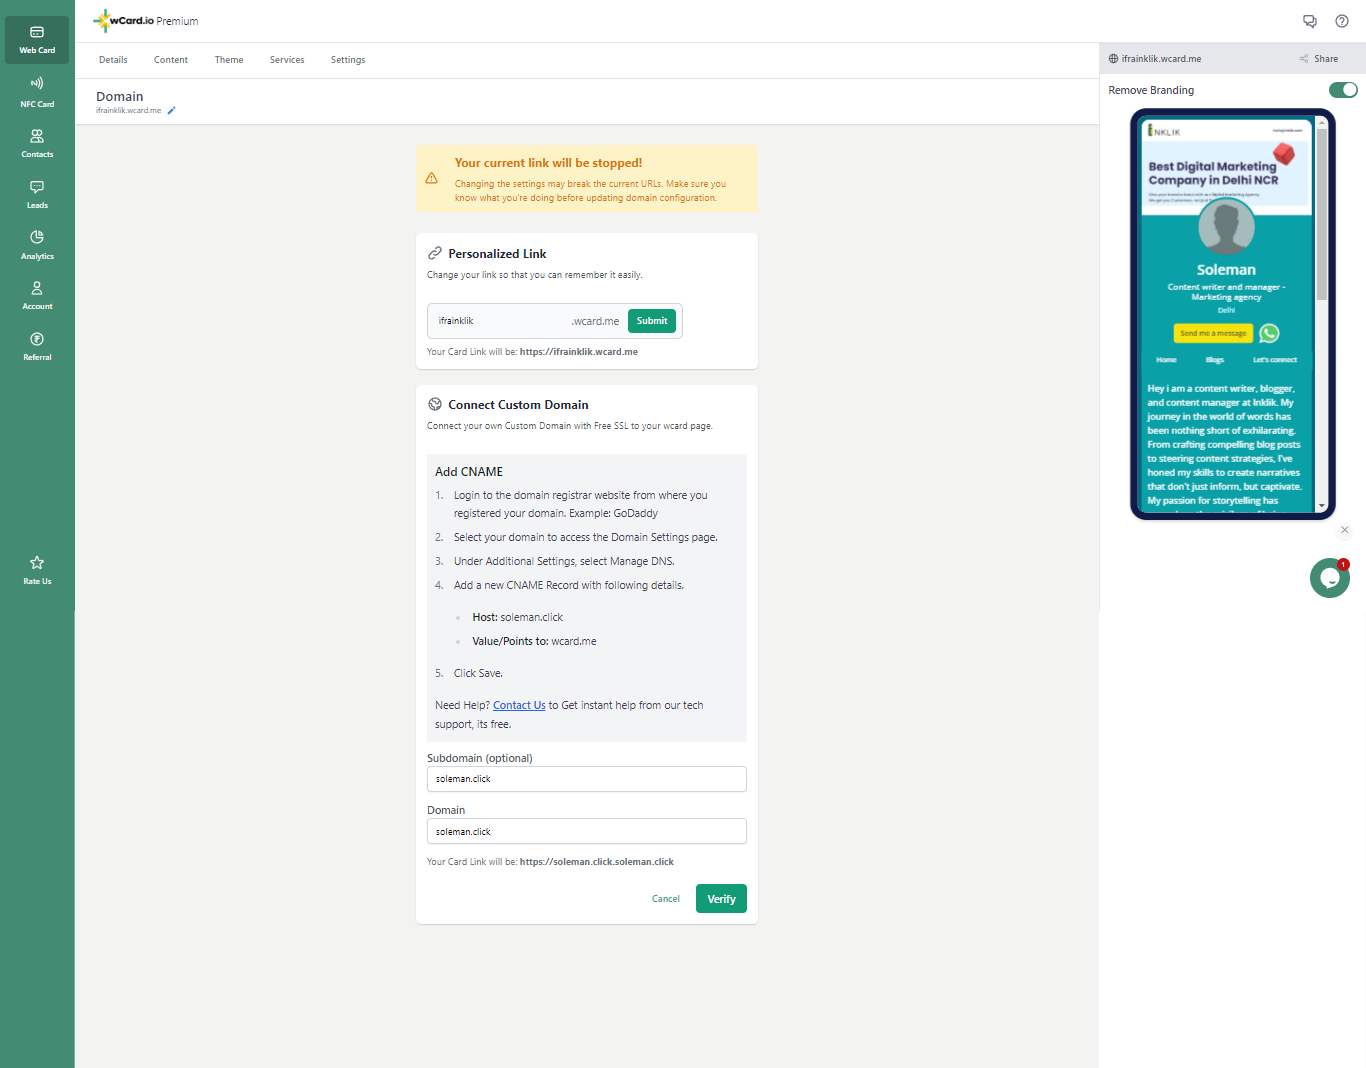 Web Card
NFC Card
Contacts
Leads
Analytics
Account
Referral
Rate Us
wCard.io Premium
Details
Content
Theme
Services
Settings
Domain
ifrainklik.wcard.me
Your current link will be stopped!
Changing the settings may break the current URLs. Make sure you
know what you're doing before updating domain configuration.
Personalized Link
Change your link so that you can remember it easily.
ifrainklik
.wcard.me
Submit
Your Card Link will be: https://ifrainklik.wcard.me
Connect Custom Domain
Connect your own Custom Domain with Free SSL to your wcard page.
Add CNAME
1. Login to the domain registrar website from where you
registered your domain. Example: GoDaddy
2. Select your domain to access the Domain Settings page.
3. Under Additional Settings, select Manage DNS.
4. Add a new CNAME Record with following details.
Host: soleman.click
Value/Points to: wcard.me
5. Click Save.
Need Help? Contact Us to Get instant help from our tech
support, its free.
Subdomain (optional)
soleman.click
Domain
soleman.click
Your Card Link will be: https://soleman.click.soleman.click
Cancel
Verify
ifrainklik.wcard.me
Share
Remove Branding
INKLIK
Best Digital Marketing
Company in Delhi NCR
Soleman
Content writer and manager -
Marketing agency
Delhi
Send me a message
Home
Blogs
Let's connect
Hey i am a content writer, blogger,
and content manager at Inklik. My
journey in the world of words has
been nothing short of exhilarating.
From crafting compelling blog posts
to steering content strategies, I've
honed my skills to create narratives
that don't just inform, but captivate.
My passion for storytelling has
1